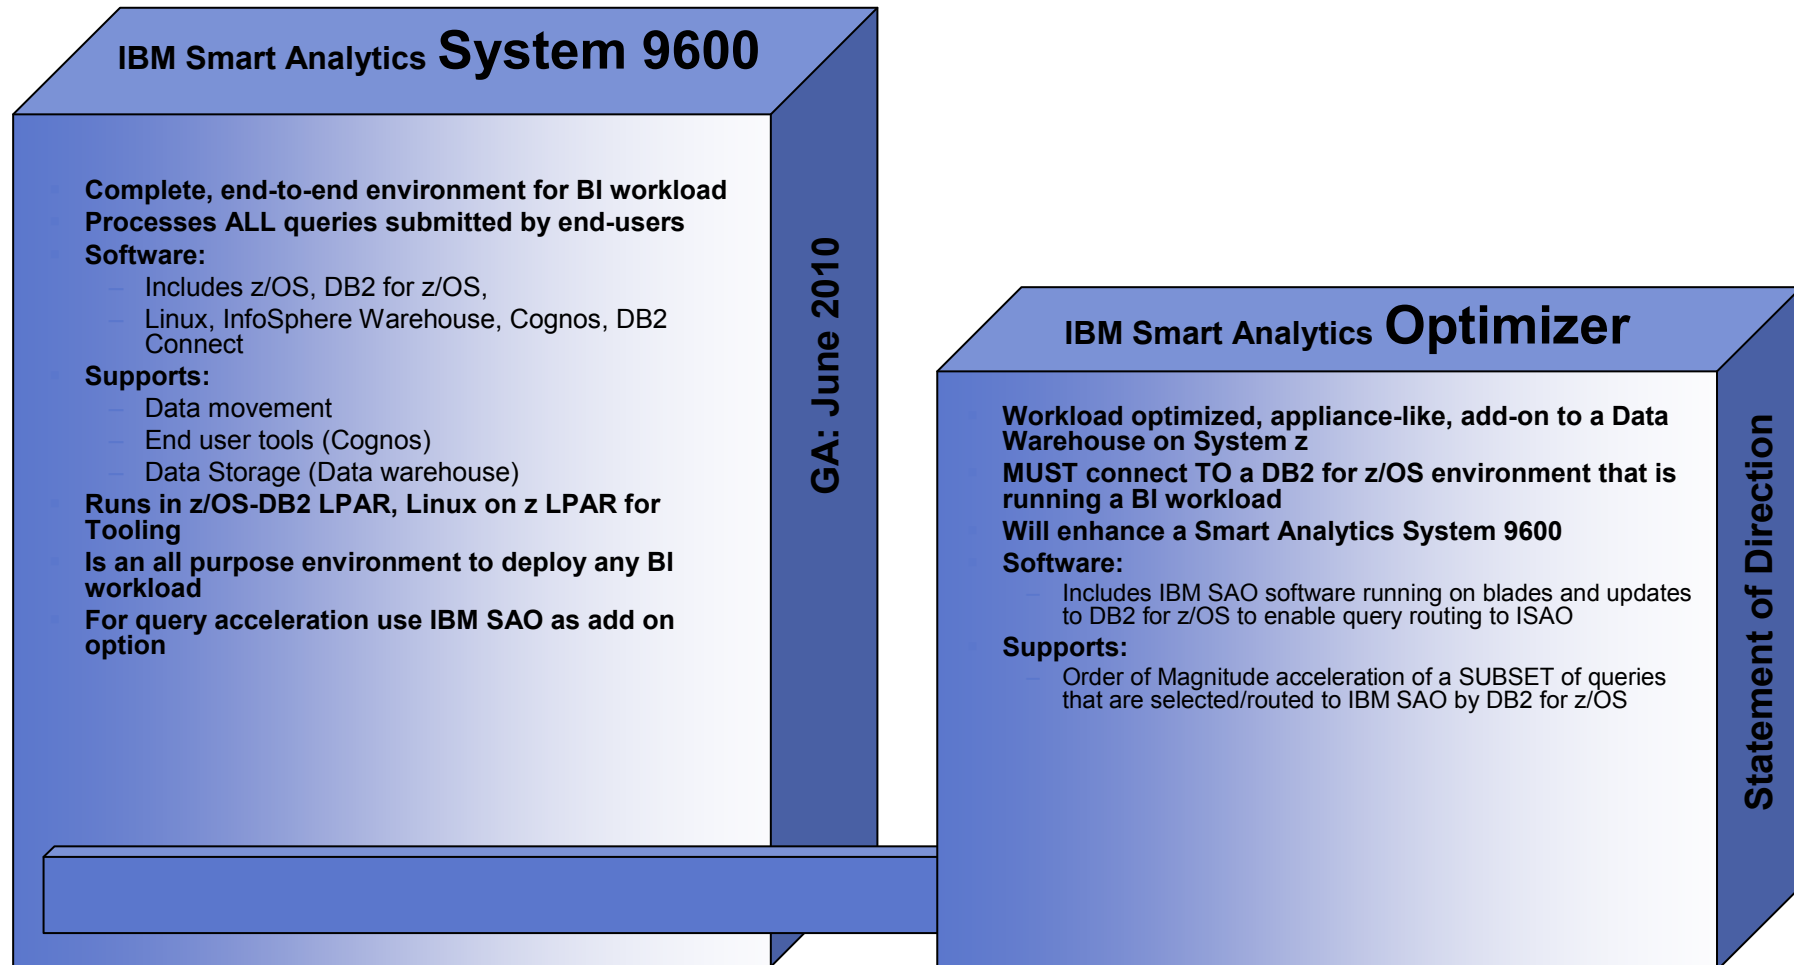 IBM Smart Analytics System 9600
Complete, end-to-end environment for BI workload
Processes ALL queries submitted by end-users
Software:
– Includes z/OS, DB2 for z/OS,
– Linux, InfoSphere Warehouse, Cognos, DB2
Connect
Supports:
– Data movement
– End user tools (Cognos)
– Data Storage (Data warehouse)
Runs in z/OS-DB2 LPAR, Linux on z LPAR for
Tooling
Is an all purpose environment to deploy any BI
workload
For query acceleration use IBM SAO as add on
option
GA: June 2010
IBM Smart Analytics Optimizer
Workload optimized, appliance-like, add-on to a Data
Warehouse on System z
MUST connect TO a DB2 for z/OS environment that is
running a BI workload
Will enhance a Smart Analytics System 9600
Software:
– Includes IBM SAO software running on blades and updates
to DB2 for z/OS to enable query routing to ISAO
Supports:
– Order of Magnitude acceleration of a SUBSET of queries
that are selected/routed to IBM SAO by DB2 for z/OS
Statement of Direction